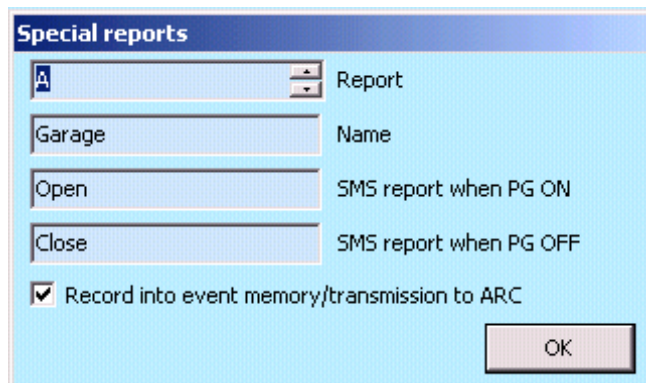 Special reports
A Report
Garage Name
Open SMS report when PG ON
Close SMS report when PG OFF
Record into event memory/transmission to ARC
OK